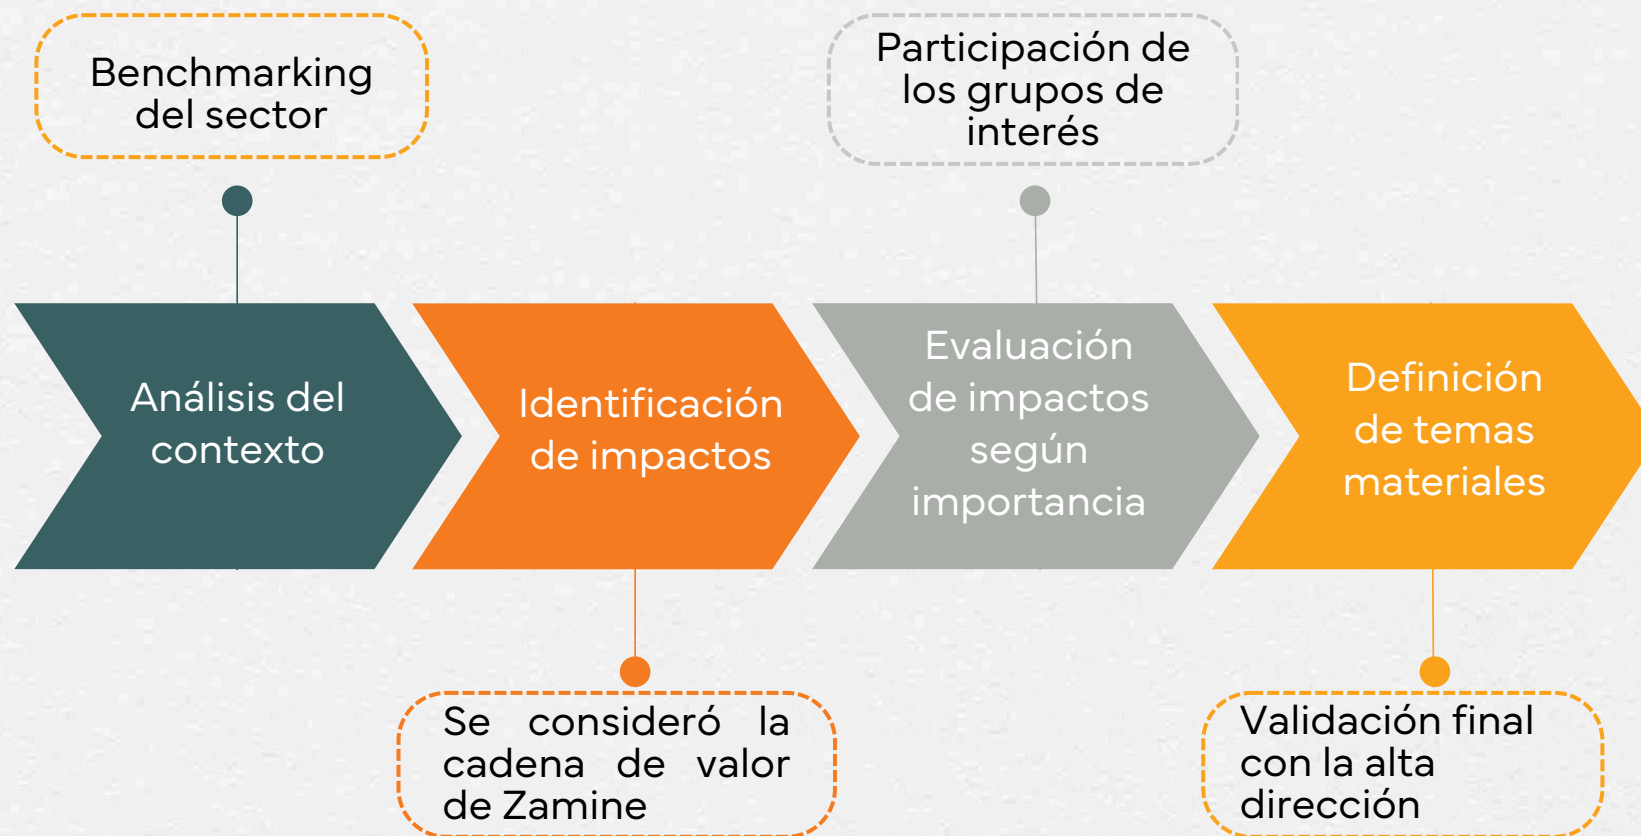 Benchmarking
del sector
Participación de
los grupos de
interés
Análisis del
contexto
Identificación
de impactos
Evaluación
de impactos
según
importancia
Definición
de temas
materiales
Se consideró la
cadena de valor
de Zamine
Validación final
con la alta
dirección